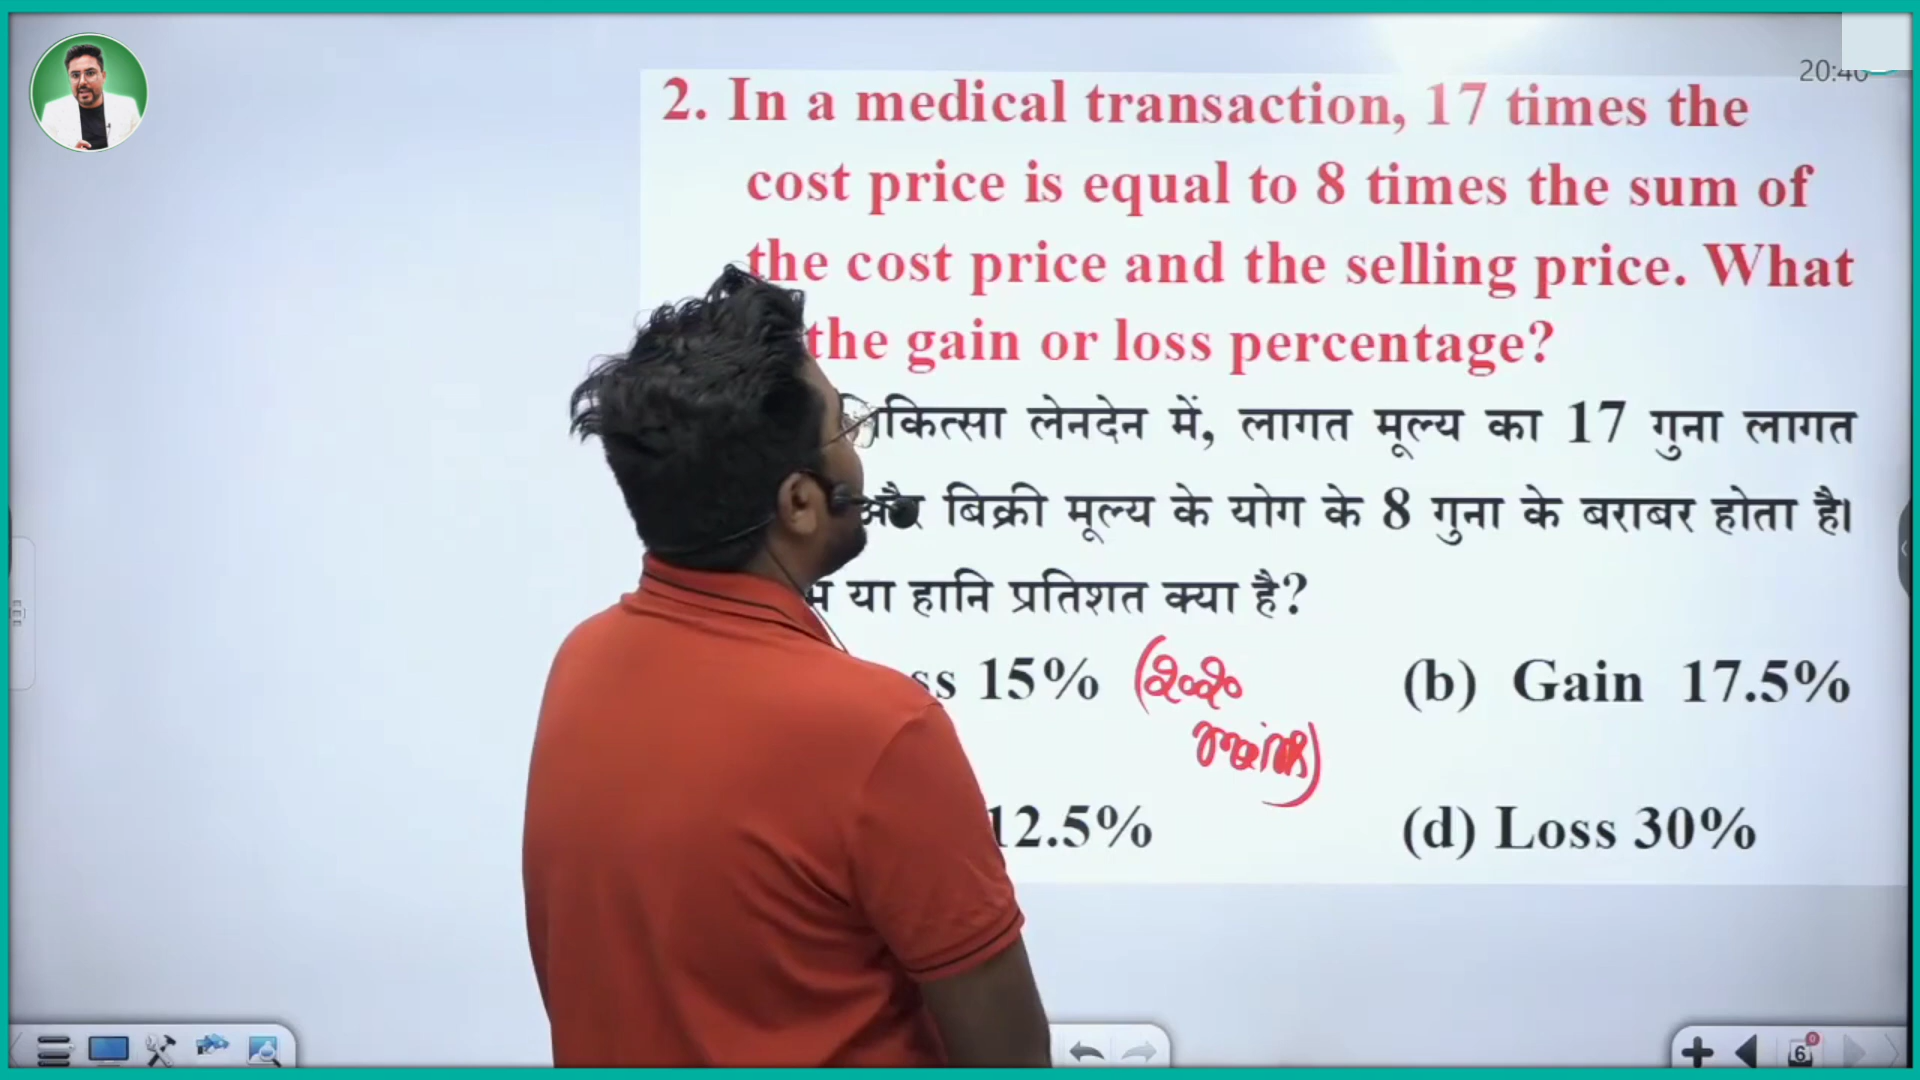 20:40
2. In a medical transaction, 17 times the
cost price is equal to 8 times the sum of
the cost price and the selling price. What
the gain or loss percentage?
लेनदेन में, लागत मूल्य का 17 गुना लागत
और बिक्री मूल्य के योग के 8 गुना के बराबर होता है।
या हानि प्रतिशत क्या है?
15% (b) Gain 17.5%
12.5% (d) Loss 30%
6